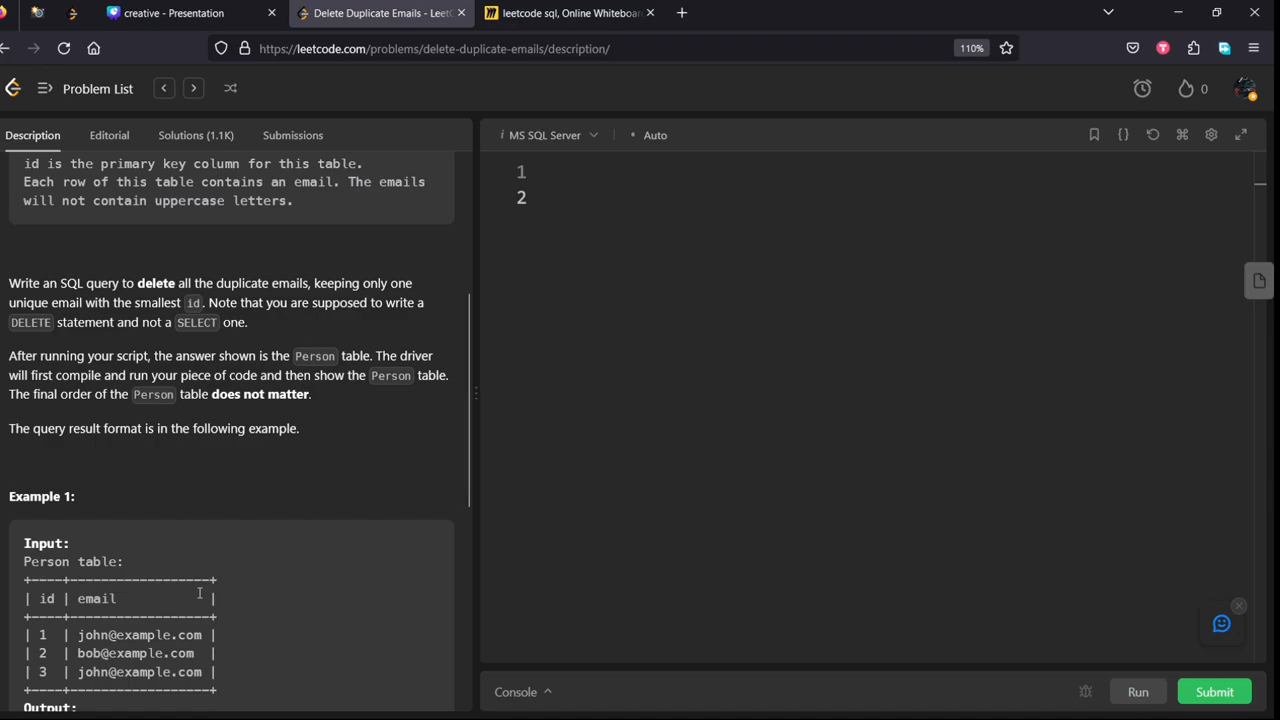 creative - Presentation
Delete Duplicate Emails - LeetC
leetcode sql, Online Whiteboar
https://leetcode.com/problems/delete-duplicate-emails/description/
110%
Problem List
0
Description
Editorial
Solutions (1.1K)
Submissions
i MS SQL Server
• Auto
id is the primary key column for this table.
Each row of this table contains an email. The emails
will not contain uppercase letters.
Write an SQL query to delete all the duplicate emails, keeping only one
unique email with the smallest id. Note that you are supposed to write a
DELETE statement and not a SELECT one.
After running your script, the answer shown is the Person table. The driver
will first compile and run your piece of code and then show the Person table.
The final order of the Person table does not matter.
The query result format is in the following example.
Example 1:
Input:
Person table:
+----+------------------+
| id | email            |
+----+------------------+
| 1  | john@example.com |
| 2  | bob@example.com  |
| 3  | john@example.com |
+----+------------------+
Output:
1
2
Console
Run
Submit